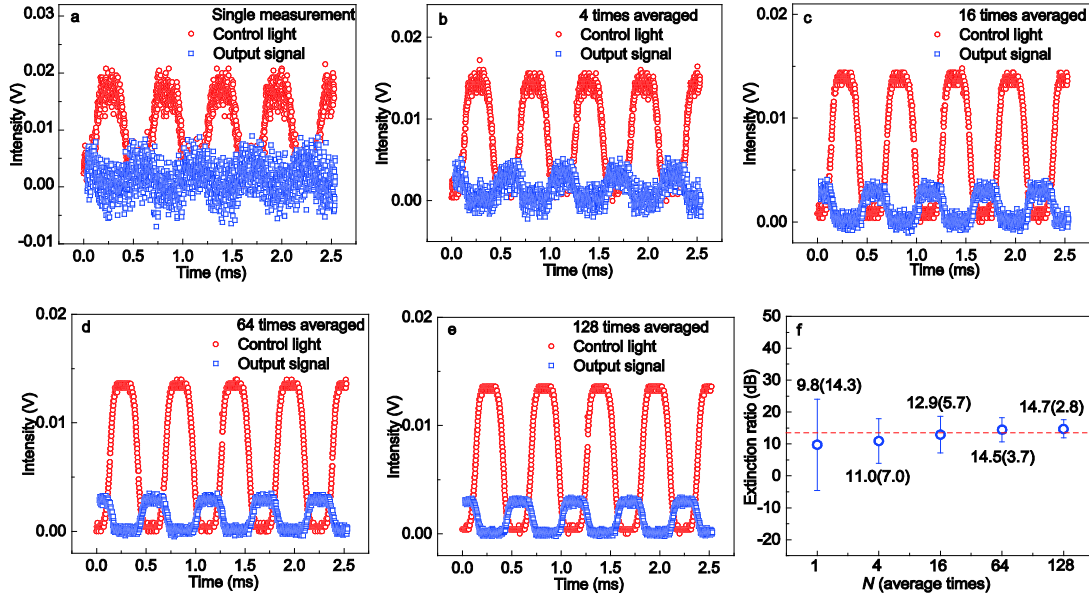 a Single measurement
Control light
Output signal
0.03
0.02
0.01
0.00
-0.01
Intensity (V)
0.0 0.5 1.0 1.5 2.0 2.5
Time (ms)
b 4 times averaged
Control light
Output signal
0.02
0.01
0.00
Intensity (V)
0.0 0.5 1.0 1.5 2.0 2.5
Time (ms)
c 16 times averaged
Control light
Output signal
0.02
0.01
0.00
Intensity (V)
0.0 0.5 1.0 1.5 2.0 2.5
Time (ms)
d 64 times averaged
Control light
Output signal
0.02
0.01
0.00
Intensity (V)
0.0 0.5 1.0 1.5 2.0 2.5
Time (ms)
e 128 times averaged
Control light
Output signal
0.02
0.01
0.00
Intensity (V)
0.0 0.5 1.0 1.5 2.0 2.5
Time (ms)
f
50
40
30
20
10
0
-10
-20
Extinction ratio (dB)
9.8(14.3)
11.0(7.0)
12.9(5.7)
14.5(3.7)
14.7(2.8)
1 4 16 64 128
N (average times)